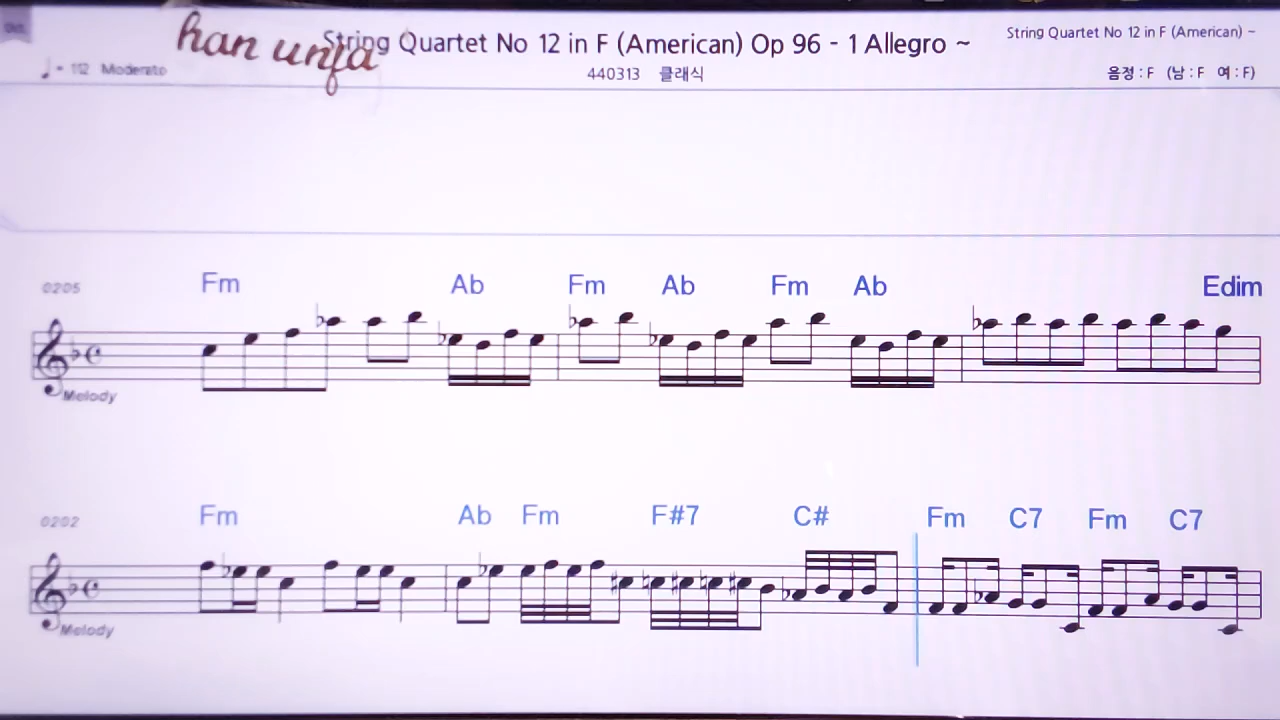 han unfa
String Quartet No 12 in F (American) Op 96 - 1 Allegro ~
String Quartet No 12 in F (American) ~
♩ = 112 Moderato
440313 클래식
음정 : F (남 : F 여 : F)
0205
Fm Ab Fm Ab Fm Ab Edim
Melody
0202
Fm Ab Fm F#7 C# Fm C7 Fm C7
Melody